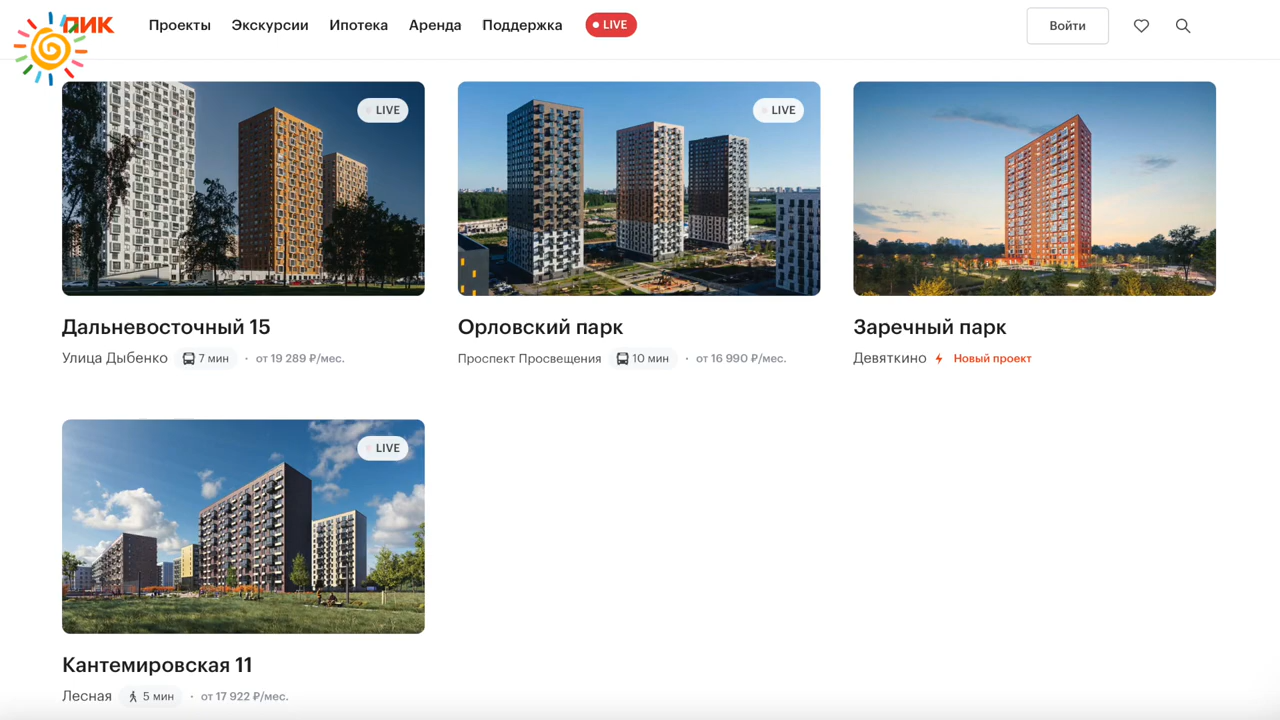 ПИК
Проекты Экскурсии Ипотека Аренда Поддержка LIVE Войти
LIVE
LIVE
Дальневосточный 15
Улица Дыбенко 7 мин · от 19 289 ₽/мес.
Орловский парк
Проспект Просвещения 10 мин · от 16 990 ₽/мес.
Заречный парк
Девяткино Новый проект
LIVE
Кантемировская 11
Лесная 5 мин · от 17 922 ₽/мес.